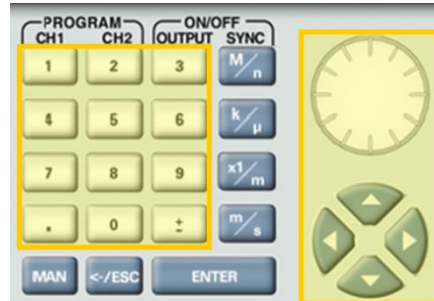 PROGRAM ON/OFF
CH1 CH2 OUTPUT SYNC
1 2 3 M/n
4 5 6 k/µ
7 8 9 x1/m
. 0 ± m/s
MAN <-/ESC ENTER